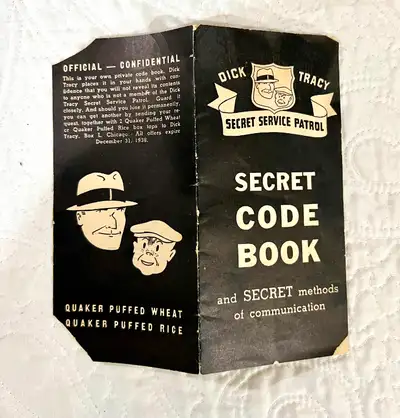 OFFICIAL — CONFIDENTIAL
This is your own private code book. Dick
Tracy places it in your hands with con-
fidence that you will not reveal its contents
to anyone who is not a member of the Dick
Tracy Secret Service Patrol. Guard it
closely. And should you lose it permanently,
you can get another by sending your re-
quest, together with 2 Quaker Puffed Wheat
or Quaker Puffed Rice box tops to Dick
Tracy, Box L, Chicago. All offers expire
December 31, 1938.
QUAKER PUFFED WHEAT
QUAKER PUFFED RICE
DICK TRACY
SECRET SERVICE PATROL
SECRET
CODE
BOOK
and SECRET methods
of communication